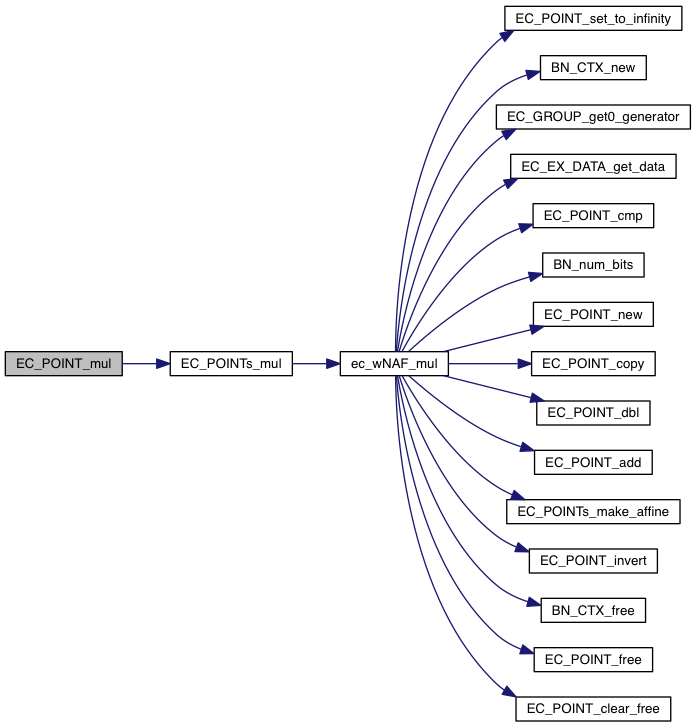 EC_POINT_set_to_infinity
BN_CTX_new
EC_GROUP_get0_generator
EC_EX_DATA_get_data
EC_POINT_cmp
BN_num_bits
EC_POINT_new
EC_POINT_mul
EC_POINTs_mul
ec_wNAF_mul
EC_POINT_copy
EC_POINT_dbl
EC_POINT_add
EC_POINTs_make_affine
EC_POINT_invert
BN_CTX_free
EC_POINT_free
EC_POINT_clear_free